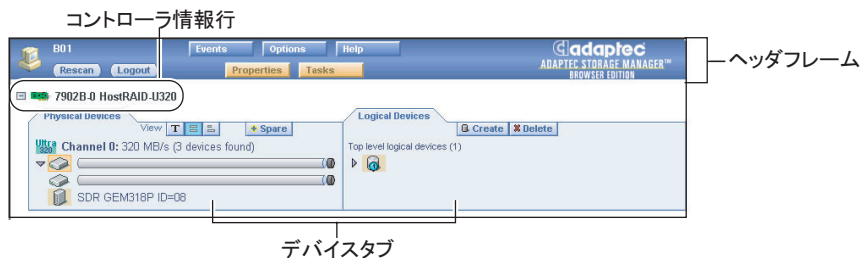 コントローラ情報行
B01
Events Options Help
adaptec
ADAPTEC STORAGE MANAGER™
BROWSER EDITION
Rescan Logout
Properties Tasks
ヘッダフレーム
7902B-0 HostRAID-U320
Physical Devices
Logical Devices
View T + Spare
Create Delete
Ultra 320 Channel 0: 320 MB/s (3 devices found)
Top level logical devices (1)
SDR GEM318P ID=08
デバイスタブ